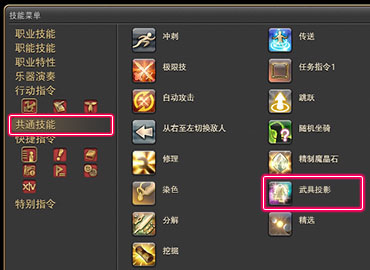 技能菜单
职业技能
职能技能
职业特性
乐器演奏
行动指令
共通技能
快捷指令
XIV
特别指令
冲刺
传送
极限技
任务指令1
自动攻击
跳跃
从右至左切换敌人
随机坐骑
修理
精制魔晶石
染色
武具投影
分解
精选
挖掘